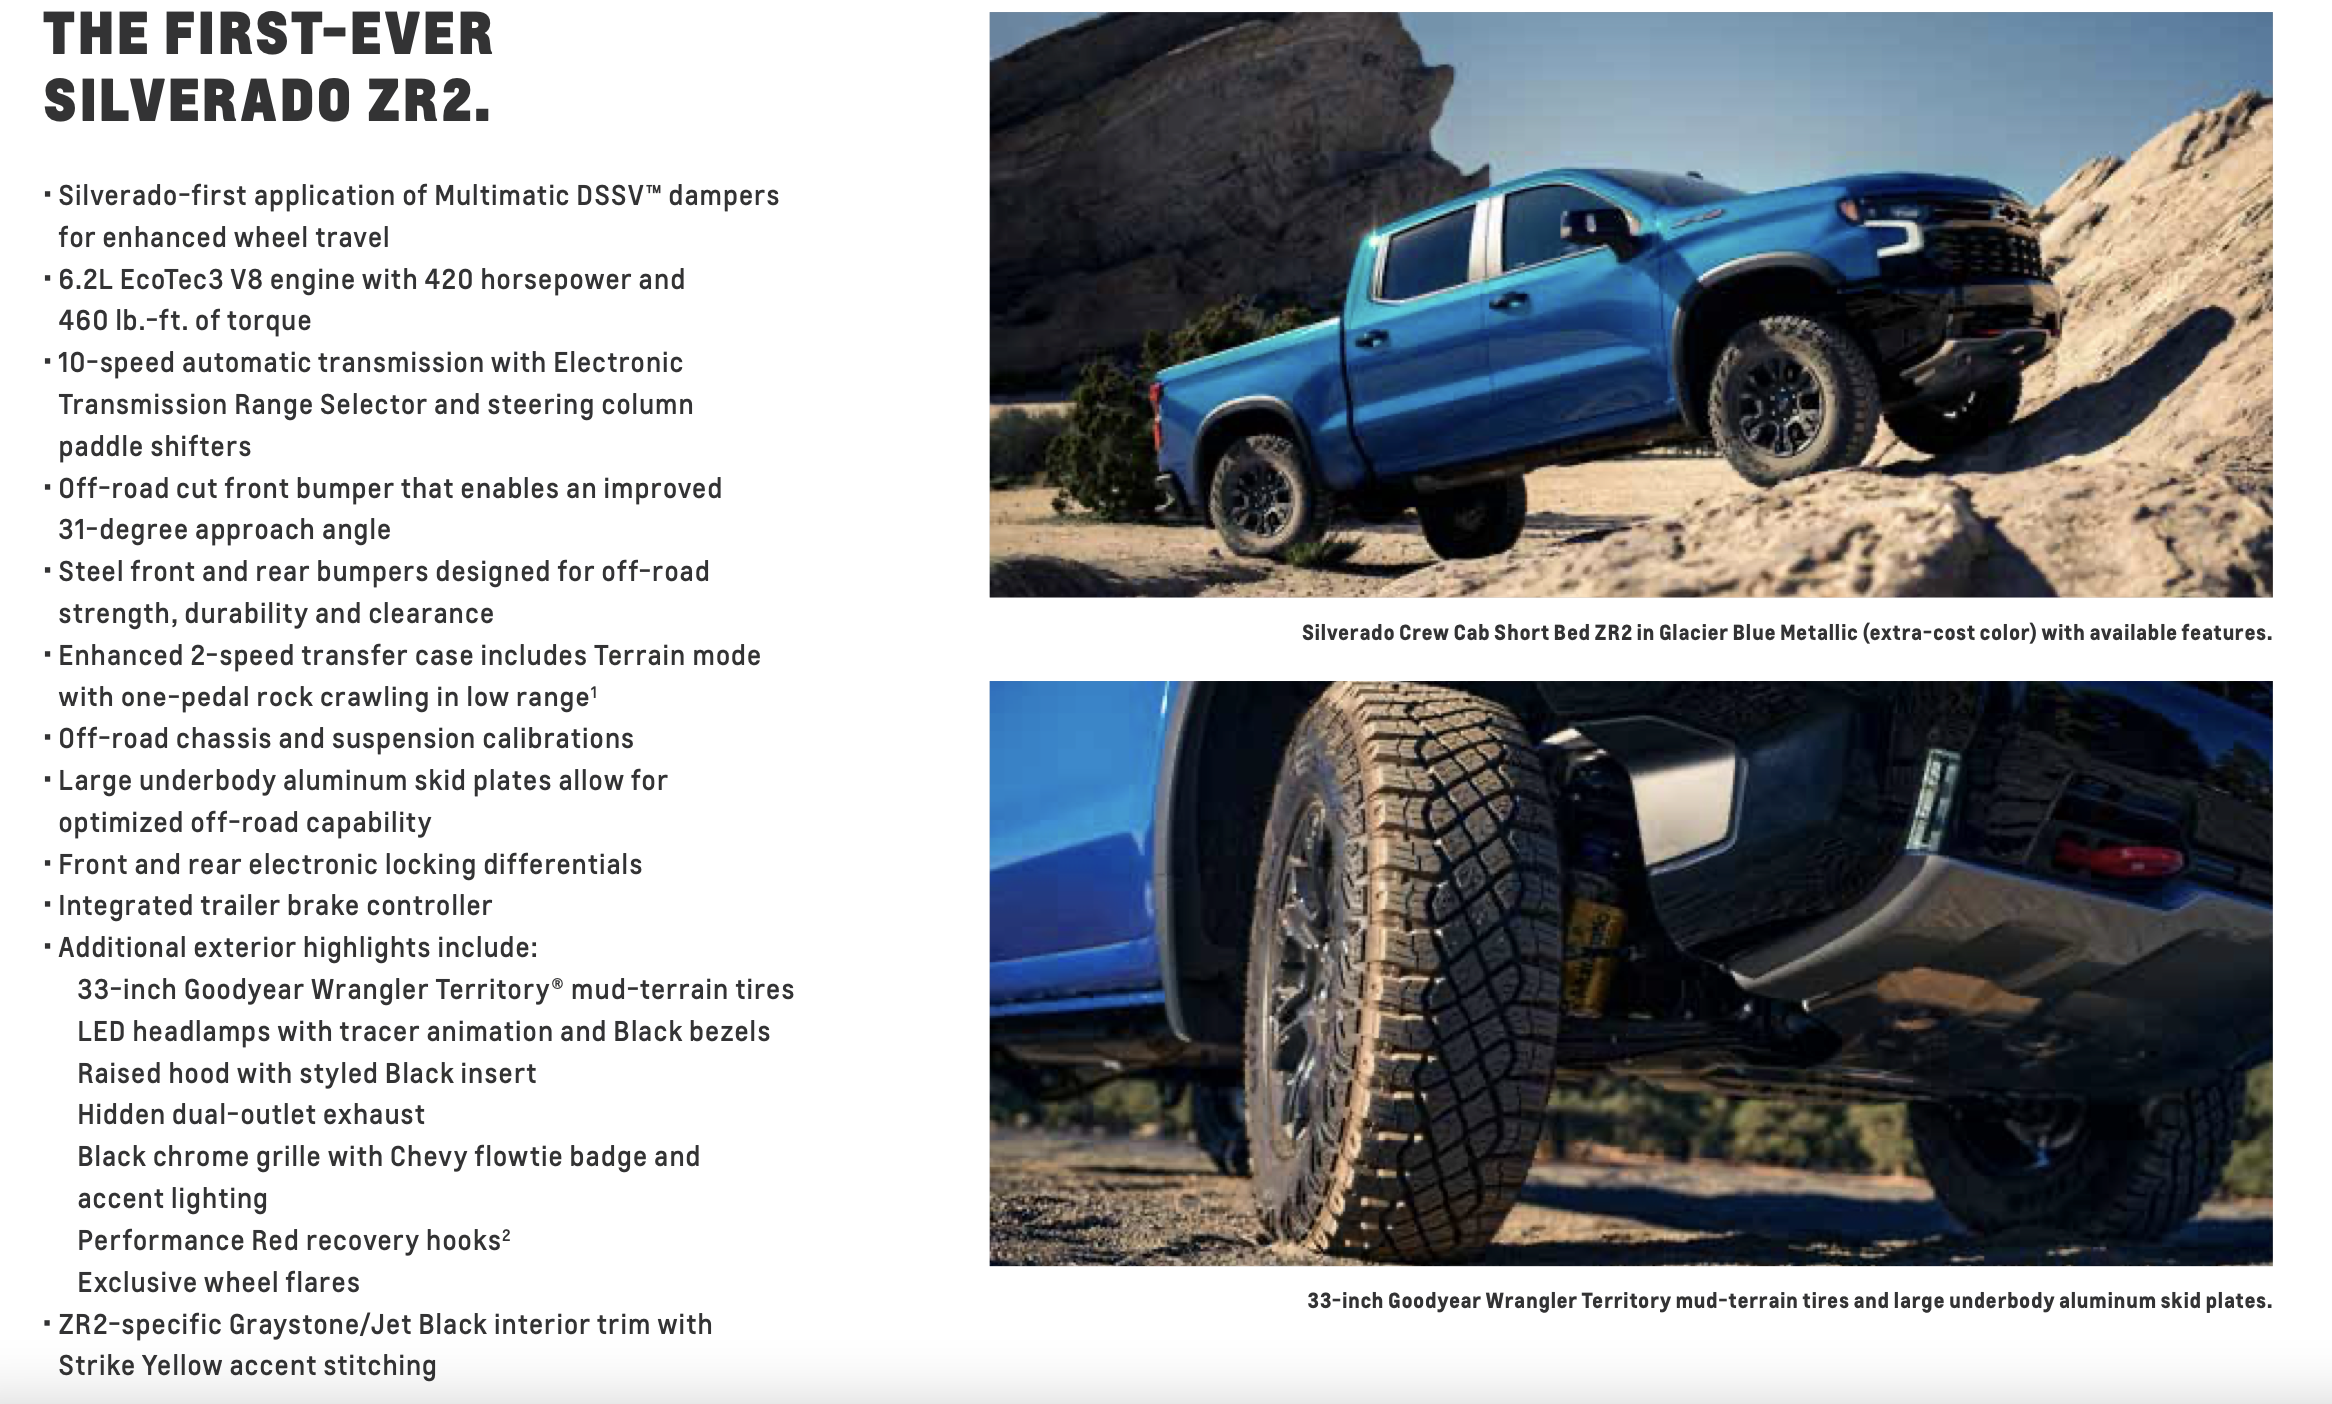 THE FIRST-EVER
SILVERADO ZR2.
· Silverado-first application of Multimatic DSSV™ dampers
for enhanced wheel travel
· 6.2L EcoTec3 V8 engine with 420 horsepower and
460 lb.-ft. of torque
· 10-speed automatic transmission with Electronic
Transmission Range Selector and steering column
paddle shifters
· Off-road cut front bumper that enables an improved
31-degree approach angle
· Steel front and rear bumpers designed for off-road
strength, durability and clearance
· Enhanced 2-speed transfer case includes Terrain mode
with one-pedal rock crawling in low range¹
· Off-road chassis and suspension calibrations
· Large underbody aluminum skid plates allow for
optimized off-road capability
· Front and rear electronic locking differentials
· Integrated trailer brake controller
· Additional exterior highlights include:
33-inch Goodyear Wrangler Territory® mud-terrain tires
LED headlamps with tracer animation and Black bezels
Raised hood with styled Black insert
Hidden dual-outlet exhaust
Black chrome grille with Chevy flowtie badge and
accent lighting
Performance Red recovery hooks²
Exclusive wheel flares
· ZR2-specific Graystone/Jet Black interior trim with
Strike Yellow accent stitching
Silverado Crew Cab Short Bed ZR2 in Glacier Blue Metallic (extra-cost color) with available features.
33-inch Goodyear Wrangler Territory mud-terrain tires and large underbody aluminum skid plates.